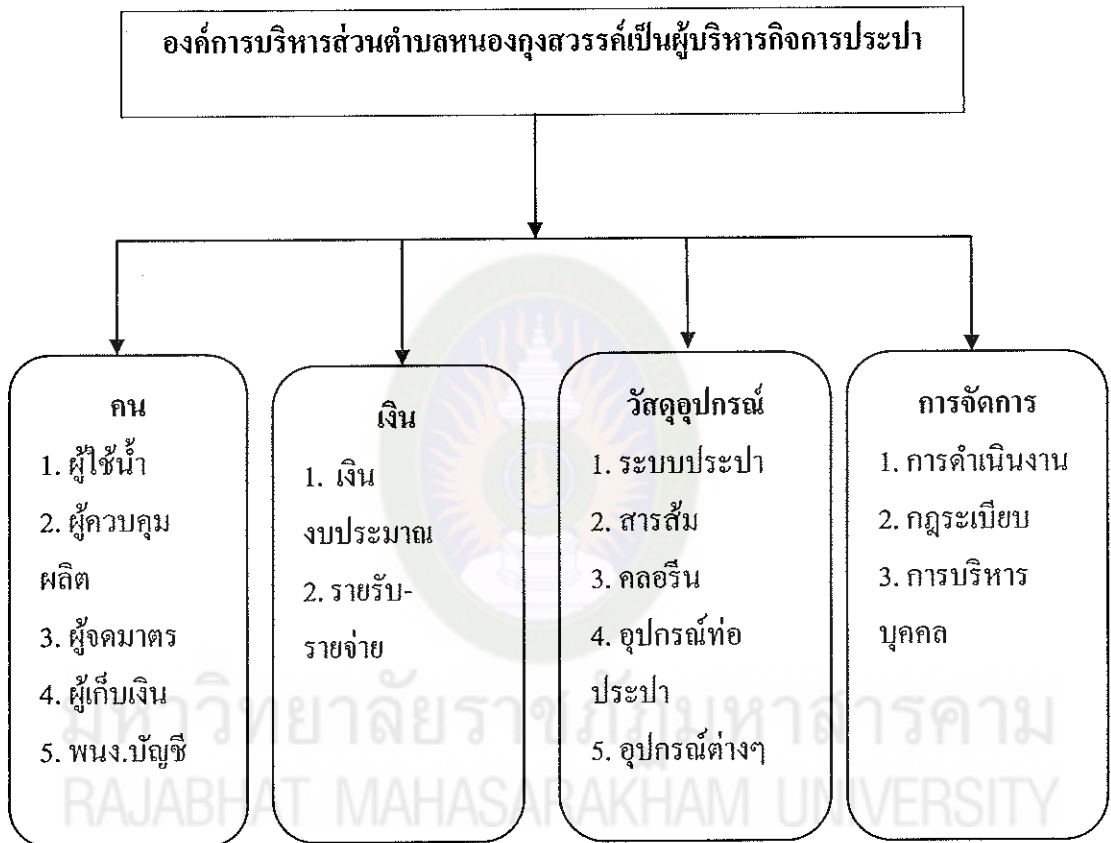 องค์การบริหารส่วนตำบลหนองกุงสวรรค์เป็นผู้บริหารกิจการประปา
คน
1. ผู้ใช้น้ำ
2. ผู้ควบคุม
ผลิต
3. ผู้จดมาตร
4. ผู้เก็บเงิน
5. พนง.บัญชี
เงิน
1. เงิน
งบประมาณ
2. รายรับ-
รายจ่าย
วัสดุอุปกรณ์
1. ระบบประปา
2. สารส้ม
3. คลอรีน
4. อุปกรณ์ท่อ
ประปา
5. อุปกรณ์ต่างๆ
การจัดการ
1. การดำเนินงาน
2. กฎระเบียบ
3. การบริหาร
บุคคล
มหาวิทยาลัยราชภัฏมหาสารคาม
RAJABHAT MAHASARAKHAM UNIVERSITY